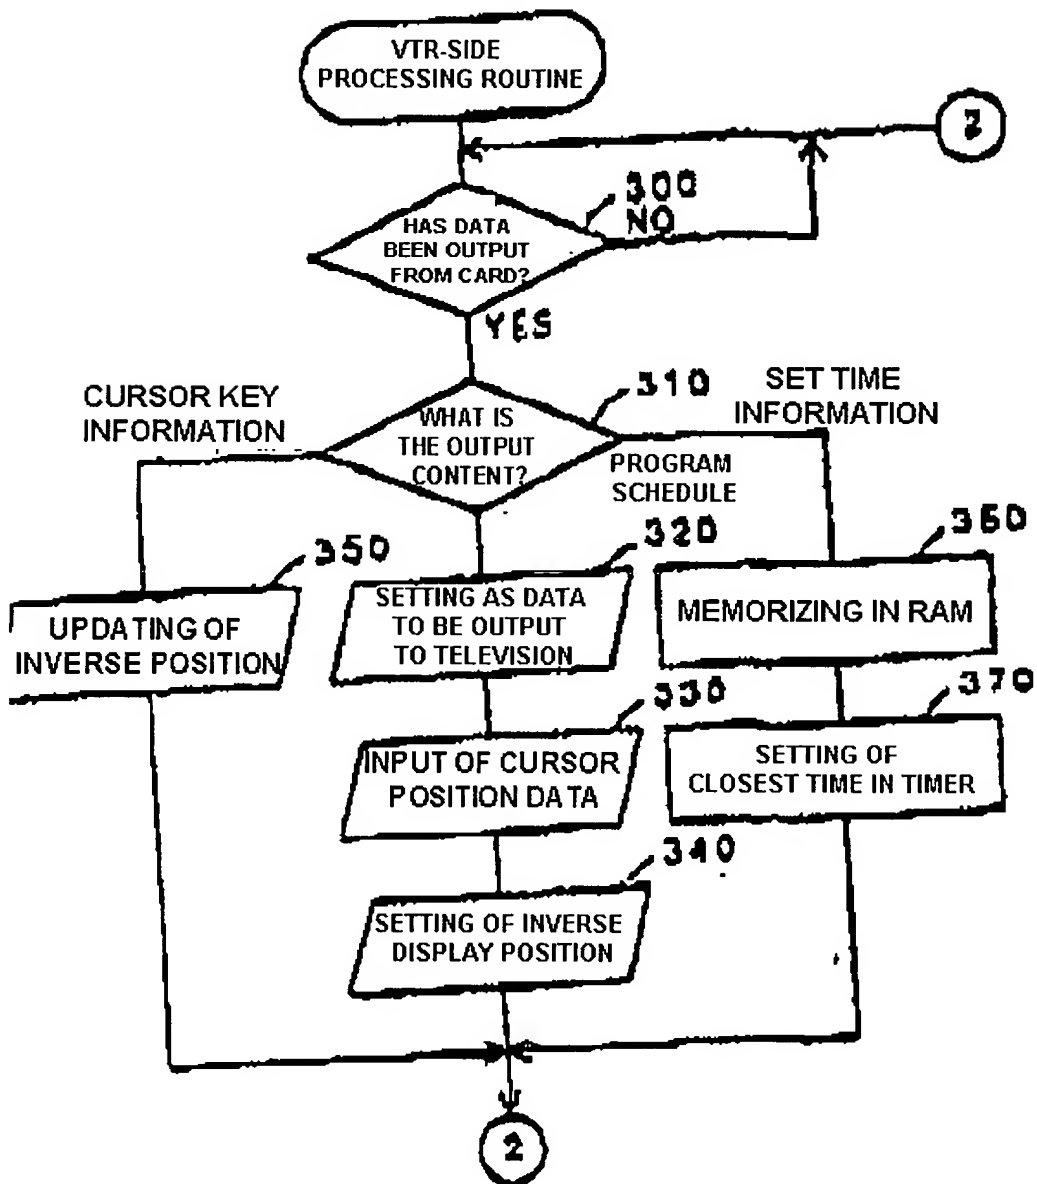 VTR-SIDE
PROCESSING ROUTINE
2
300
NO
HAS DATA
BEEN OUTPUT
FROM CARD?
YES
310
CURSOR KEY
INFORMATION
WHAT IS
THE OUTPUT
CONTENT?
SET TIME
INFORMATION
PROGRAM
SCHEDULE
350
UPDATING OF
INVERSE POSITION
320
SETTING AS DATA
TO BE OUTPUT
TO TELEVISION
360
MEMORIZING IN RAM
330
INPUT OF CURSOR
POSITION DATA
370
SETTING OF
CLOSEST TIME IN TIMER
340
SETTING OF INVERSE
DISPLAY POSITION
2